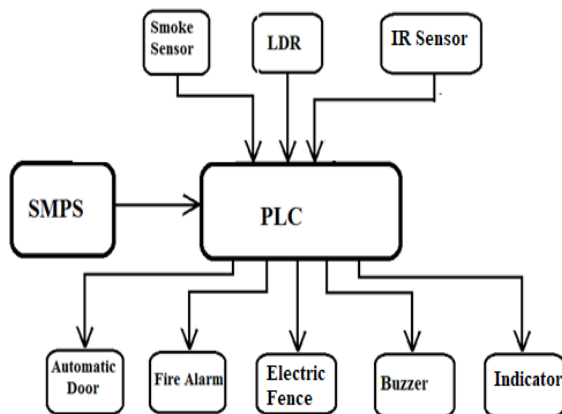 Smoke
Sensor
LDR
IR Sensor
SMPS
PLC
Automatic
Door
Fire Alarm
Electric
Fence
Buzzer
Indicator